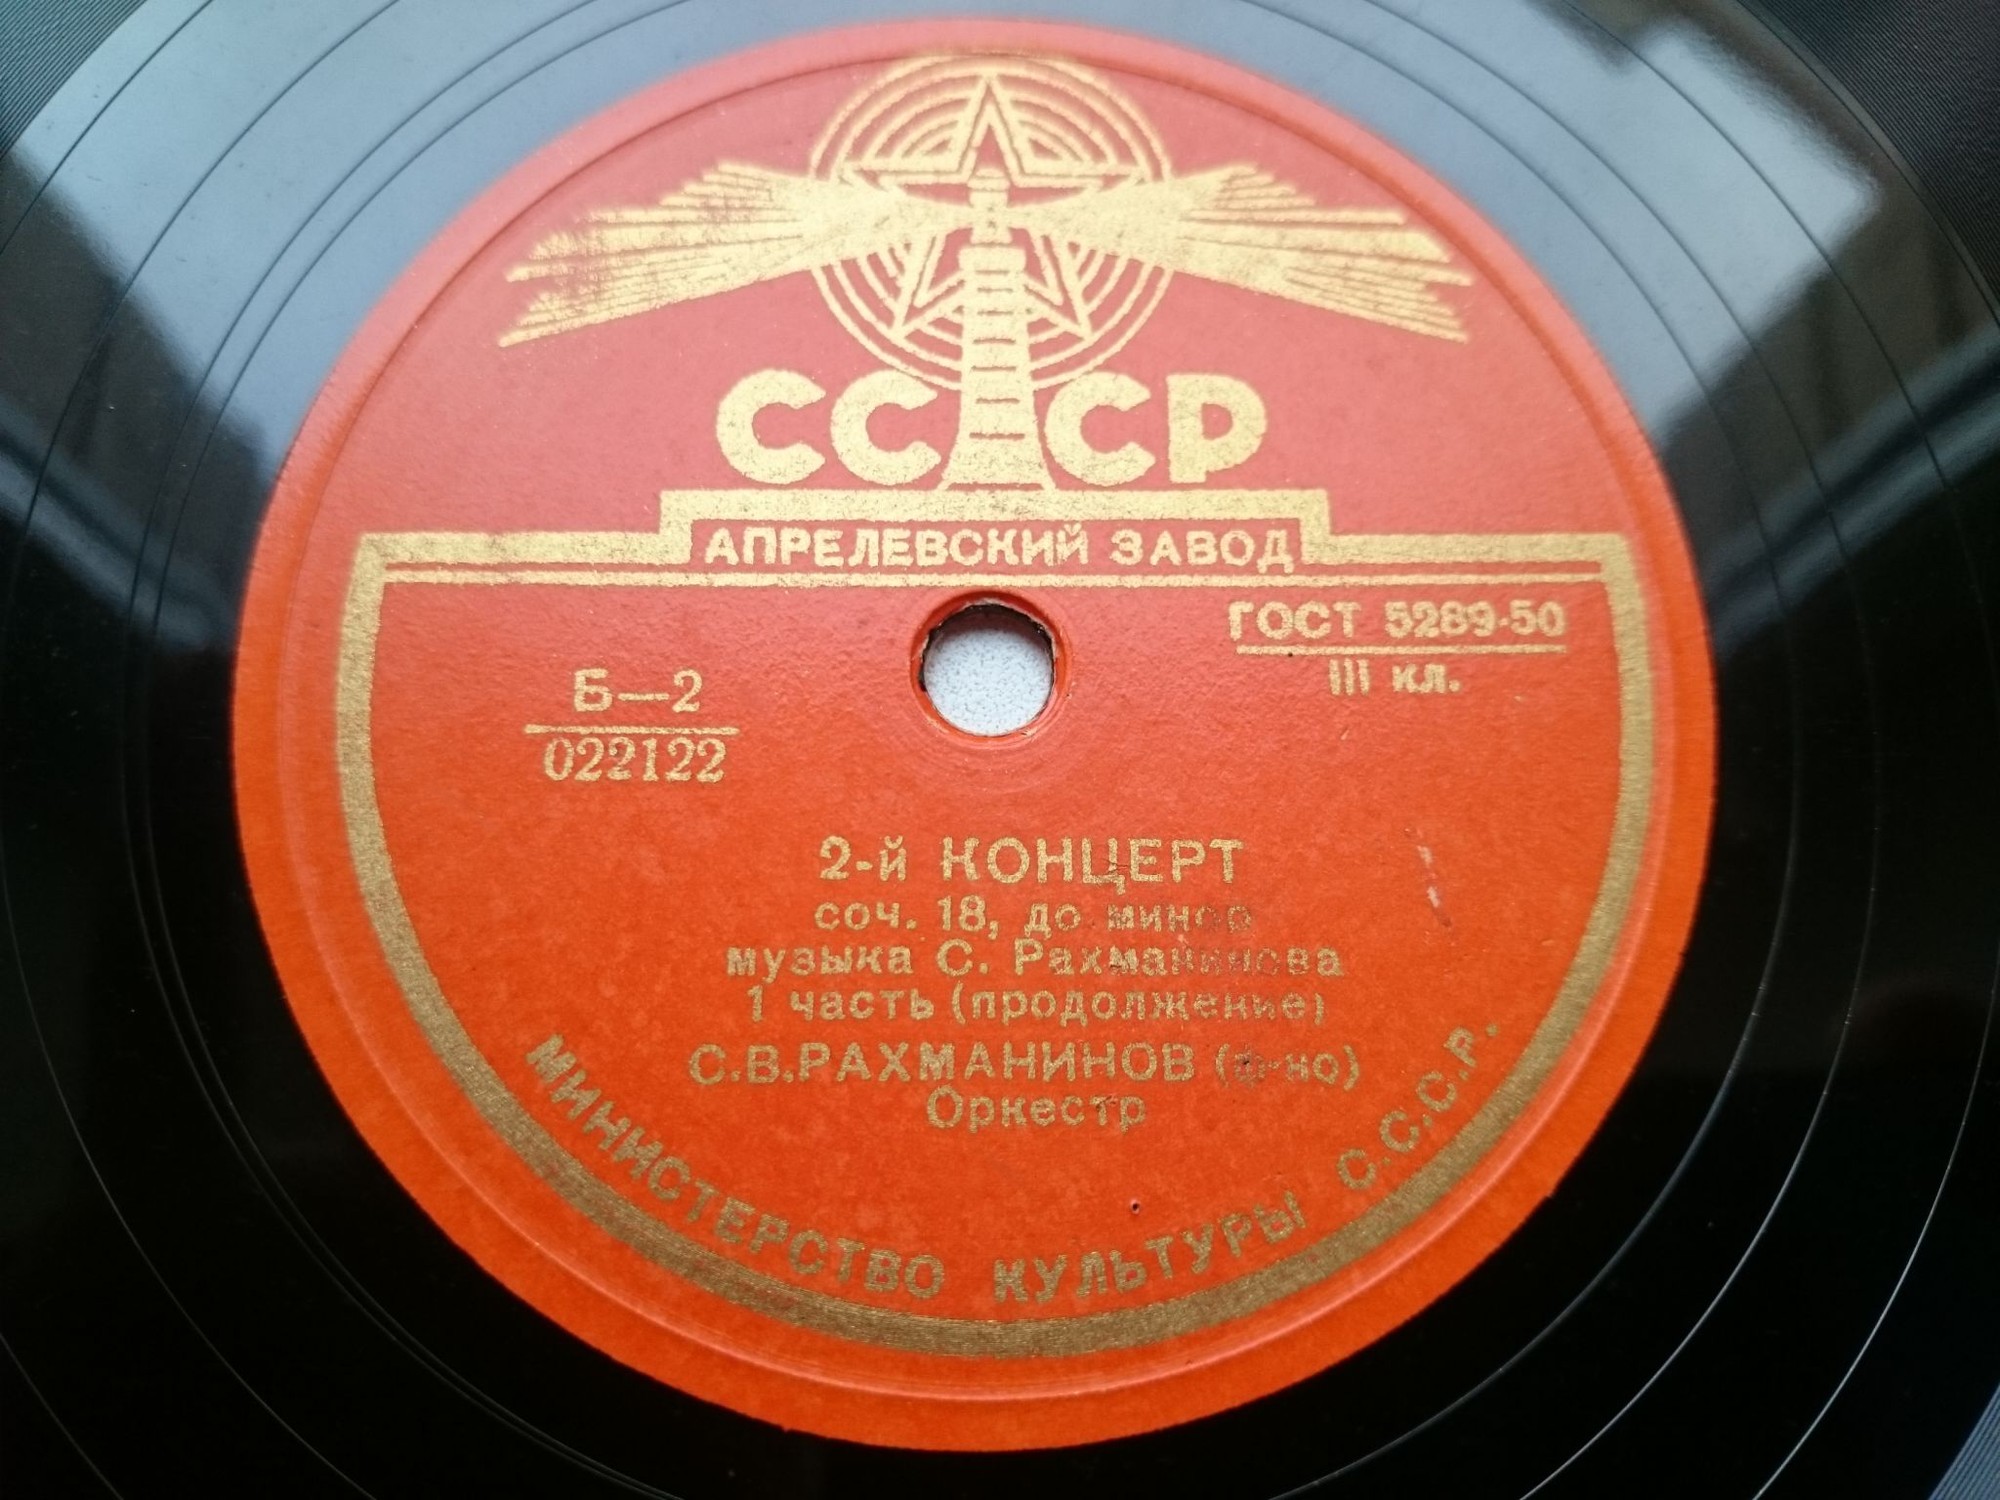 СССР
АПРЕЛЕВСКИЙ ЗАВОД
ГОСТ 5289-50
III кл.
Б—2
022122
2-й КОНЦЕРТ
соч. 18, до минор
музыка С. Рахманинова
1 часть (продолжение)
С.В.РАХМАНИНОВ (ф-но)
Оркестр
МИНИСТЕРСТВО КУЛЬТУРЫ С.С.С.Р.